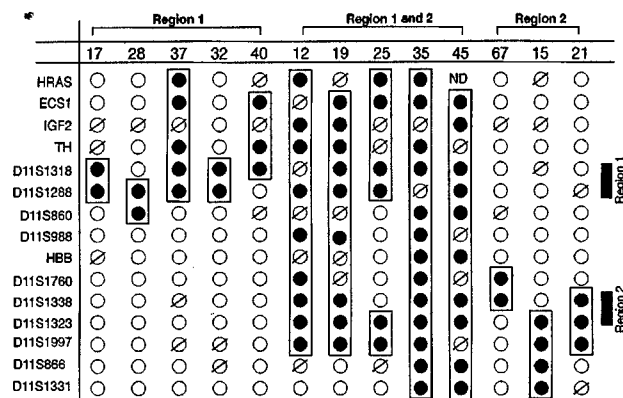 Region 1 Region 1 and 2 Region 2
17 28 37 32 40 12 19 25 35 45 67 15 21
HRAS ND
ECS1
IGF2
TH
D11S1318
D11S1288
D11S860
D11S988
HBB
D11S1760
D11S1338
D11S1323
D11S1997
D11S866
D11S1331
Region 1
Region 2